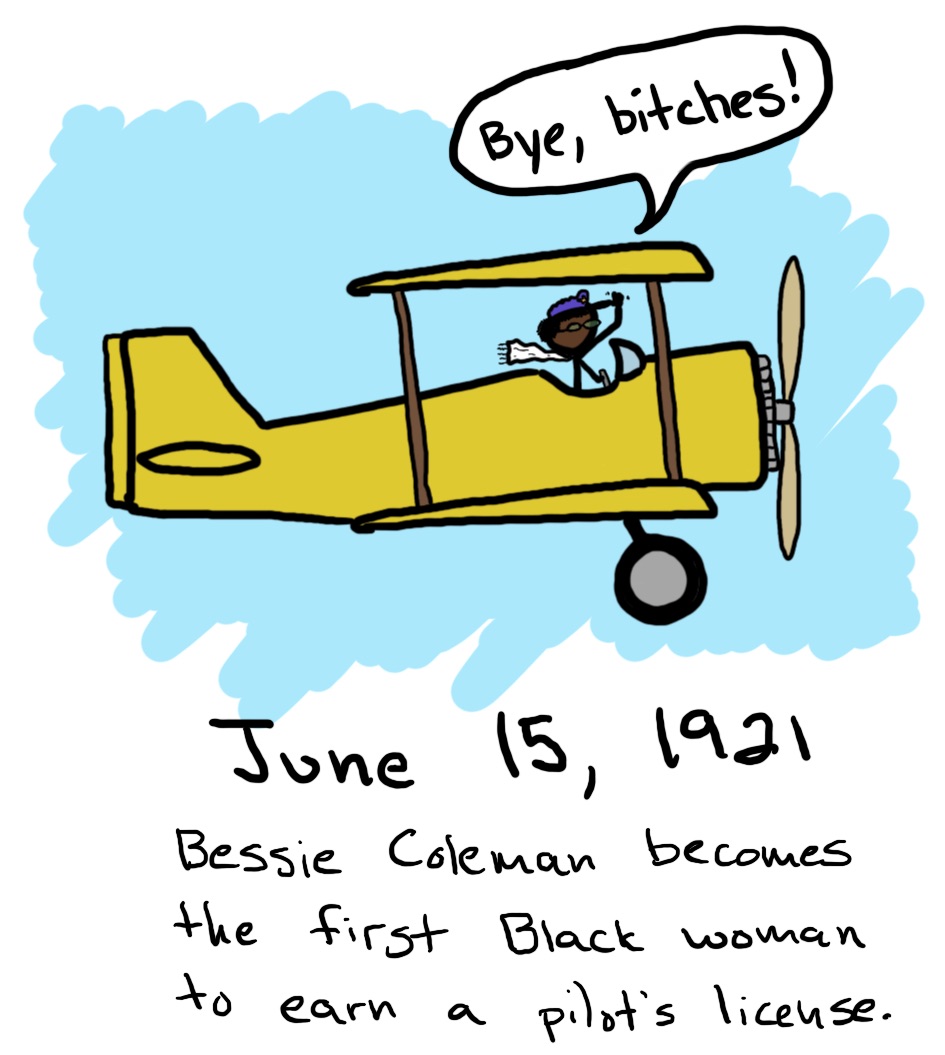 Bye, bitches!
June 15, 1921
Bessie Coleman becomes
the first Black woman
to earn a pilot's license.